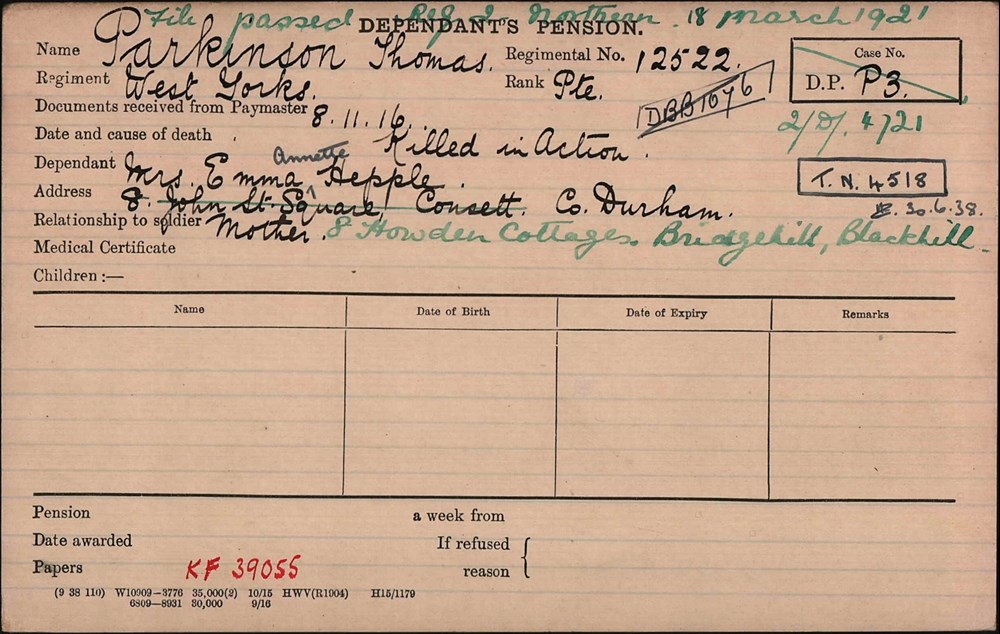 File passed Reg 2. Northern. 18 March 1921
DEPENDANT'S PENSION.
Name Parkinson Thomas. Regimental No. 12522.
Case No.
D.P. P3.
Regiment West Yorks. Rank Pte.
DBB1076
Documents received from Paymaster 8.11.16.
2/D/. 4721
Date and cause of death Killed in Action.
Annette
Dependant Mrs. Emma ^ Hepple.
T.N. 4518
Address 8. John St. Square, Consett. Co. Durham.
30.6.38.
Relationship to soldier Mother. 8 Howden Cottages. Bridgehill, Blackhill
Medical Certificate
Children :—
Name Date of Birth Date of Expiry Remarks
Pension a week from
Date awarded If refused
Papers KF 39055 reason
(9 38 110) W10909—3776 35,000(2) 10/15 HWV(R1904) H15/1179
6809—8931 30,000 9/16